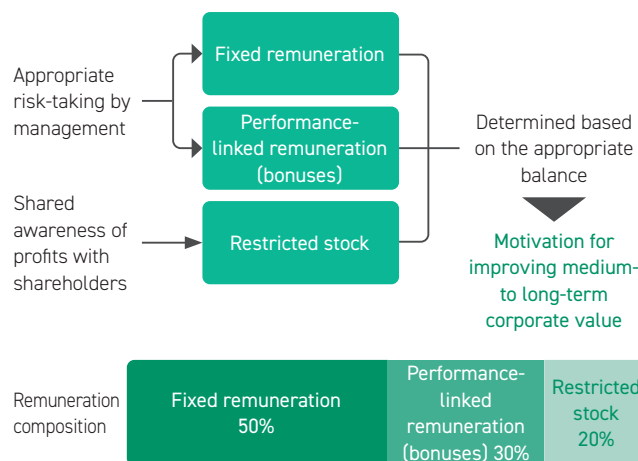 Appropriate
risk-taking by
management
Fixed remuneration
Performance-
linked remuneration
(bonuses)
Shared
awareness of
profits with
shareholders
Restricted stock
Determined based
on the appropriate
balance
Motivation for
improving medium-
to long-term
corporate value
Remuneration
composition
Fixed remuneration
50%
Performance-
linked
remuneration
(bonuses) 30%
Restricted
stock
20%